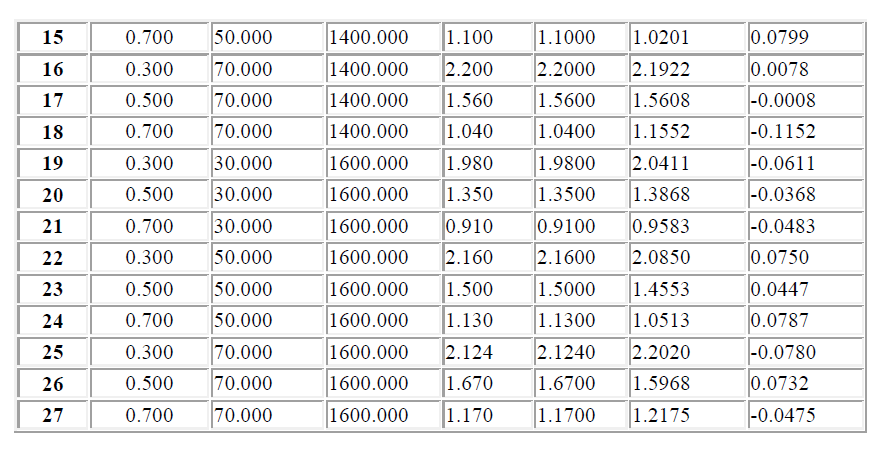 15 0.700 50.000 1400.000 1.100 1.1000 1.0201 0.0799
16 0.300 70.000 1400.000 2.200 2.2000 2.1922 0.0078
17 0.500 70.000 1400.000 1.560 1.5600 1.5608 -0.0008
18 0.700 70.000 1400.000 1.040 1.0400 1.1552 -0.1152
19 0.300 30.000 1600.000 1.980 1.9800 2.0411 -0.0611
20 0.500 30.000 1600.000 1.350 1.3500 1.3868 -0.0368
21 0.700 30.000 1600.000 0.910 0.9100 0.9583 -0.0483
22 0.300 50.000 1600.000 2.160 2.1600 2.0850 0.0750
23 0.500 50.000 1600.000 1.500 1.5000 1.4553 0.0447
24 0.700 50.000 1600.000 1.130 1.1300 1.0513 0.0787
25 0.300 70.000 1600.000 2.124 2.1240 2.2020 -0.0780
26 0.500 70.000 1600.000 1.670 1.6700 1.5968 0.0732
27 0.700 70.000 1600.000 1.170 1.1700 1.2175 -0.0475